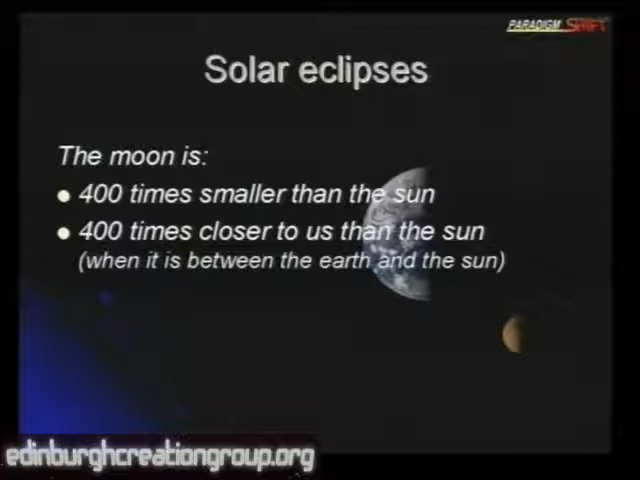 PARADIGM SHIFT
Solar eclipses
The moon is:
400 times smaller than the sun
400 times closer to us than the sun
(when it is between the earth and the sun)
edinburghcreationgroup.org